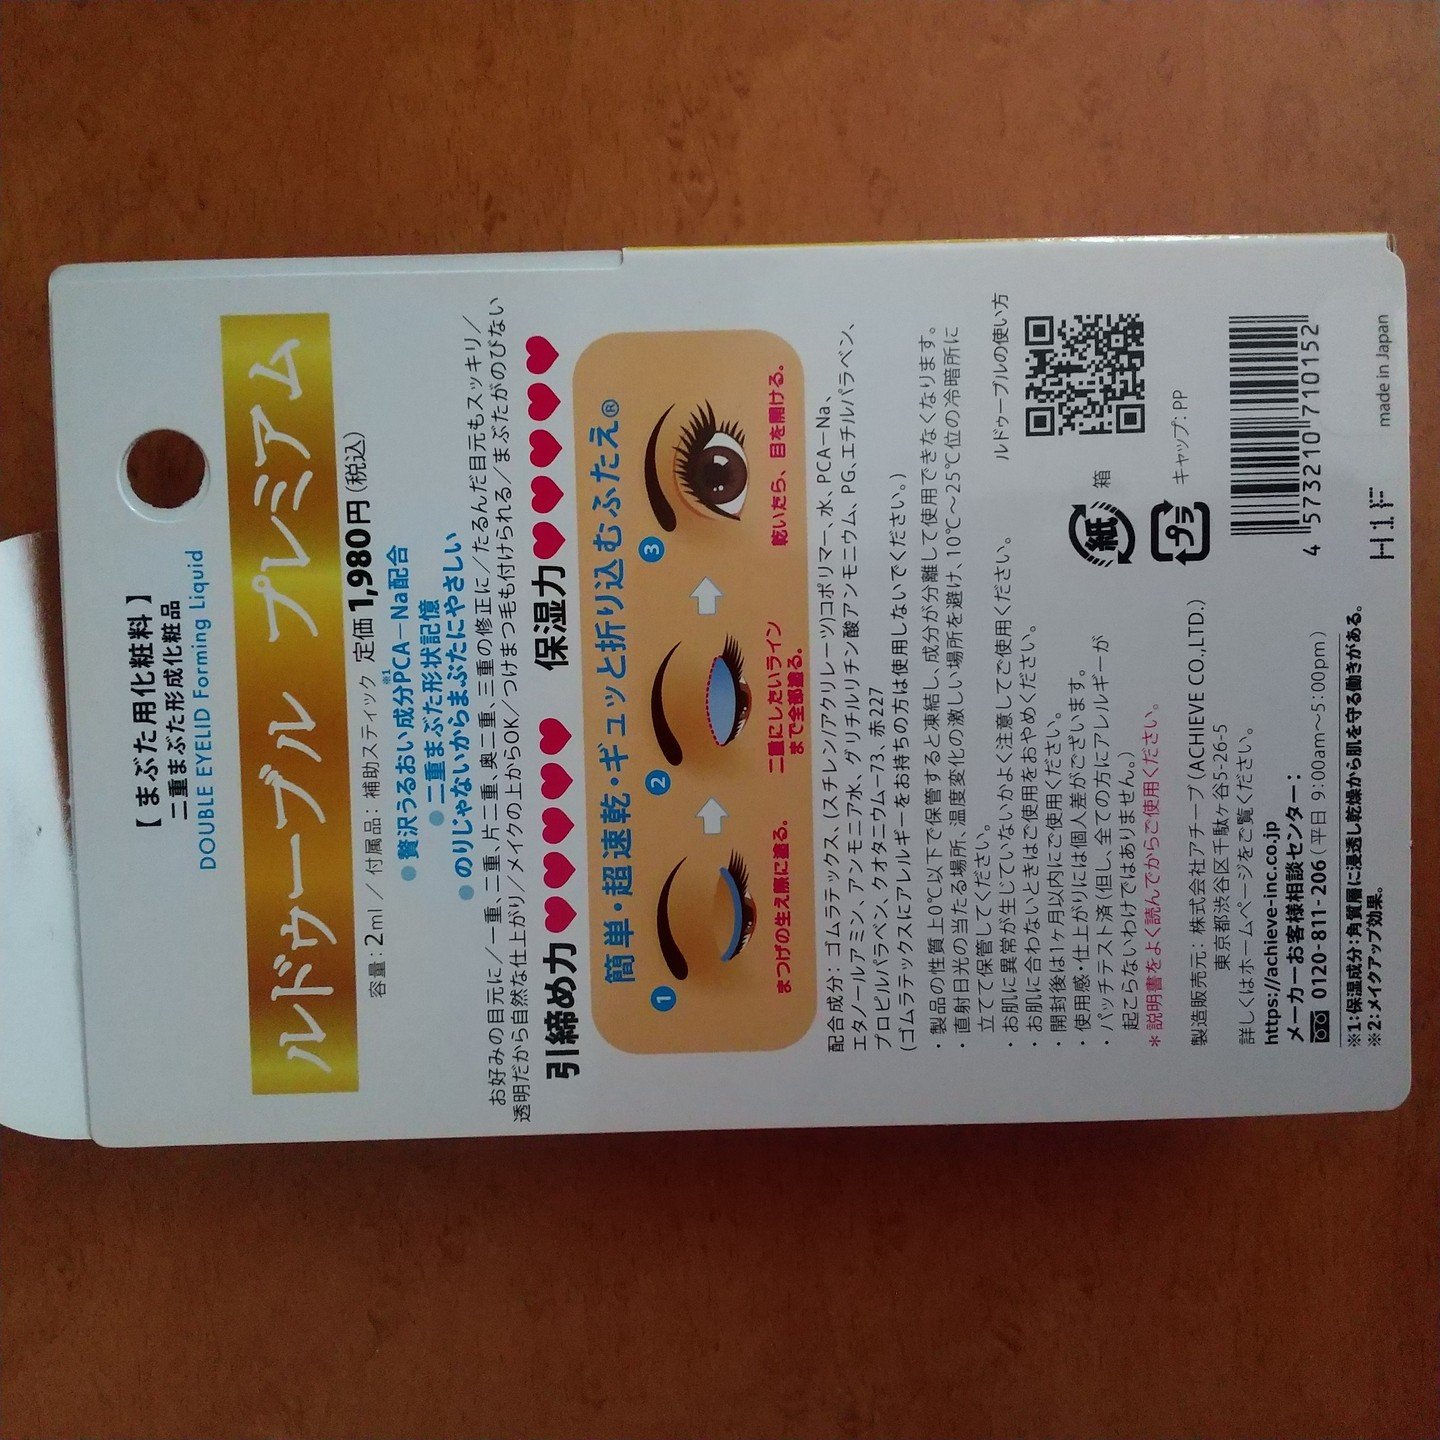 【まぶた用化粧料】
二重まぶた形成化粧品
DOUBLE EYELID Forming Liquid
ルドゥーブル プレミアム
容量：2ml／付属品：補助スティック 定価1,980円(税込)
●贅沢うるおい成分PCA－Na配合※1
●二重まぶた形状記憶
●のりじゃないからまぶたにやさしい
お好みの目元に／一重、二重、片二重、奥二重、三重の修正に／たるんだ目元もスッキリ／
透明だから自然な仕上がり／メイクの上からOK／つけまつ毛も付けられる／まぶたがのびない
引締め力♥♥♥♥♥ 保湿力♥♥♥♥♥
簡単・超速乾・ギュッと折り込むふたえ®
1
まつげの生え際に塗る。
2
二重にしたいライン
まで全部塗る。
3
乾いたら、目を開ける。
配合成分：ゴムラテックス、(スチレン/アクリレーツ)コポリマー、水、PCA－Na、
エタノールアミン、アンモニア水、グリチルリチン酸アンモニウム、PG、エチルパラベン、
プロピルパラベン、クオタニウム－73、赤227
(ゴムラテックスにアレルギーをお持ちの方は使用しないでください。)
・製品の性質上0℃以下で保管すると凍結し、成分が分離して使用できなくなります。
・直射日光の当たる場所、温度変化の激しい場所を避け、10℃～25℃位の冷暗所に
立てて保管してください。
・お肌に異常が生じていないかよく注意してご使用ください。
・お肌に合わないときはご使用をおやめください。
・開封後は1ヶ月以内にご使用ください。
・使用感・仕上がりには個人差がございます。
・パッチテスト済(但し、全ての方にアレルギーが
起こらないわけではありません。)
＊説明書をよく読んでからご使用ください。
ルドゥーブルの使い方
紙
箱
プラ
キャップ：PP
製造販売元：株式会社アチーブ(ACHIEVE CO.,LTD.)
東京都渋谷区千駄ヶ谷5-26-5
詳しくはホームページをご覧ください。
https://achieve-inc.co.jp
メーカーお客様相談センター：
0120-811-206(平日 9:00am～5:00pm)
※1：保湿成分：角質層に浸透し乾燥から肌を守る働きがある。
※2：メイクアップ効果。
4 573210 710152
made in Japan